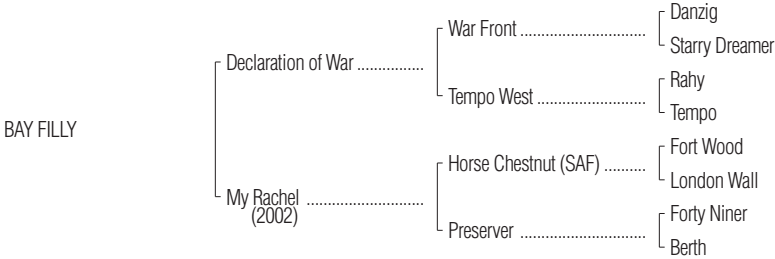 Danzig
War Front ..............................
Starry Dreamer
Declaration of War ................
Rahy
Tempo West ..........................
Tempo
BAY FILLY
Fort Wood
Horse Chestnut (SAF) ..........
London Wall
My Rachel ............................
(2002)
Forty Niner
Preserver ..............................
Berth